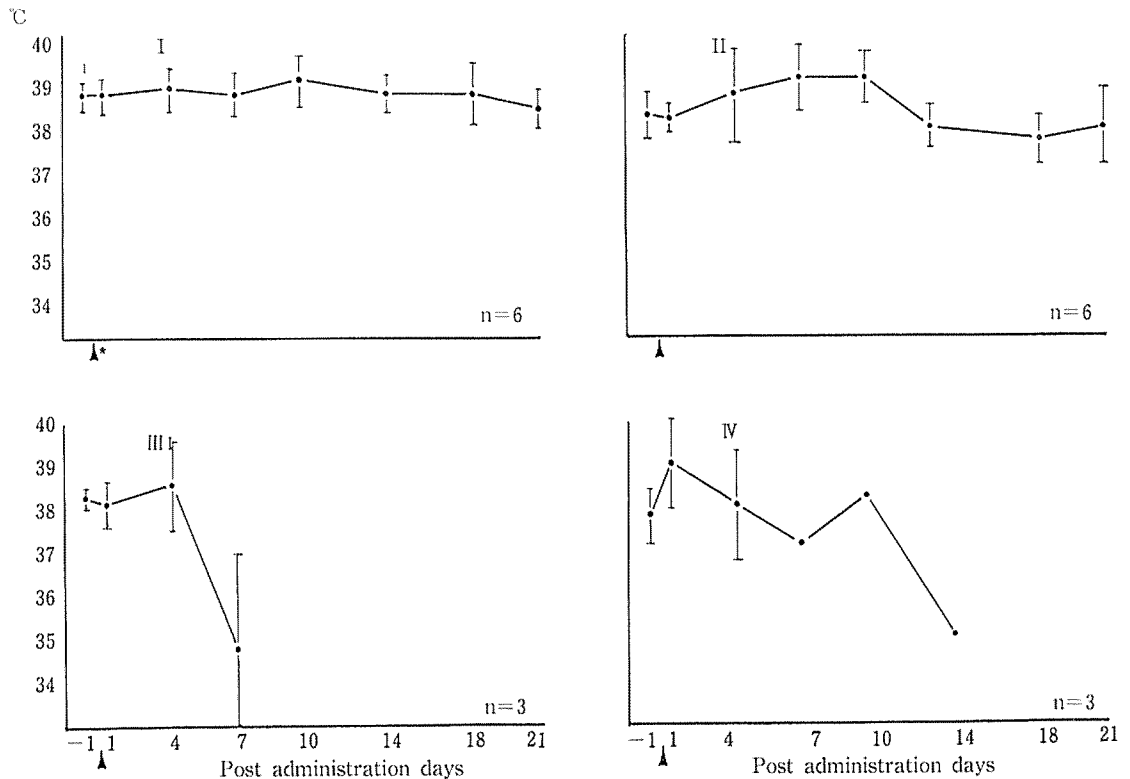 ℃
I
40
39
38
37
36
35
34
n=6
*
II
n=6
III
40
39
38
37
36
35
34
n=3
−1 1 4 7 10 14 18 21
Post administration days
IV
n=3
−1 1 4 7 10 14 18 21
Post administration days